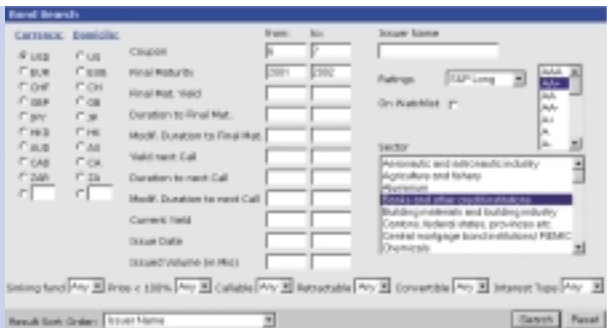 Bond Search
Currency: Domicile: from: to: Issuer Name
USD US Coupon 6 7
EUR Final Maturity 2001 2002
CHF CH Final Mat. Yield Ratings S&P Long
GBP GB Duration to Final Mat. On Watchlist
JPY JP Modif. Duration to Final Mat.
HKD HK Yield next Call
AUD AU Duration to next Call
CAD CA Modif. Duration to next Call
ZAR ZA Current Yield
Issue Date
Issued Volume (in Mio)
AAA
AA+
AA
AA-
A+
A
A-
Sector
Aeronautic and astronautic industry
Agriculture and fishery
Aluminium
Banks and other credit institutions
Building materials and building industry
Cantons, federal states, provinces etc.
Central mortgage bond institutions/
Chemicals
Sinking fund Any Price < 100% Any Callable Any Retractable Any Convertible Any Interest Type Any
Result Sort Order: Issuer Name Search Reset